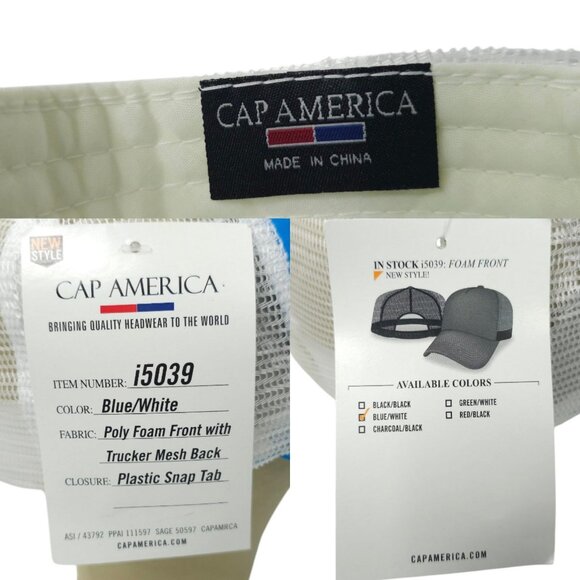 CAP AMERICA
MADE IN CHINA
NEW
STYLE
CAP AMERICA
BRINGING QUALITY HEADWEAR TO THE WORLD
ITEM NUMBER: i5039
COLOR: Blue/White
FABRIC: Poly Foam Front with
Trucker Mesh Back
CLOSURE: Plastic Snap Tab
ASI / 43792 PPAI 111597 SAGE 50597 CAPAMRCA
CAPAMERICA.COM
IN STOCK i5039: FOAM FRONT
NEW STYLE!
AVAILABLE COLORS
BLACK/BLACK
BLUE/WHITE
CHARCOAL/BLACK
GREEN/WHITE
RED/BLACK
CAPAMERICA.COM